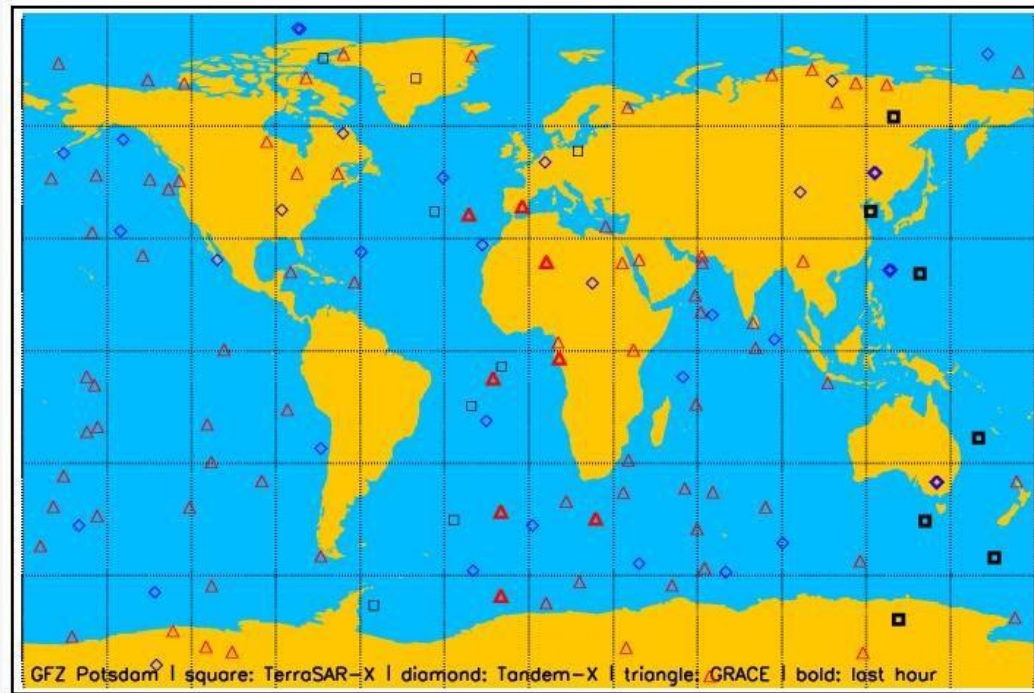 GFZ Potsdam | square: TerraSAR-X | diamond: Tandem-X | triangle: GRACE | bold: last hour